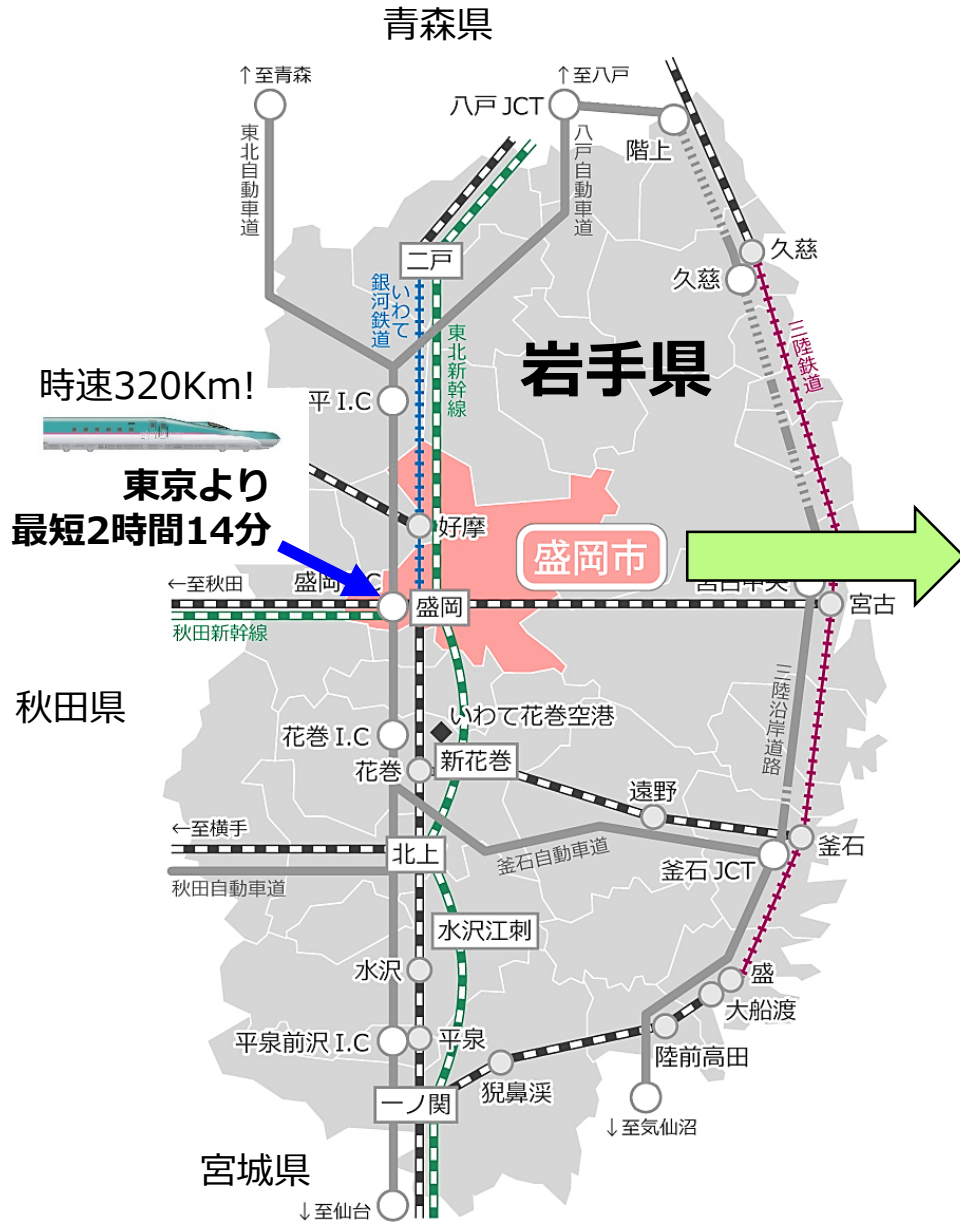 青森県
↑至青森
↑至八戸
八戸 JCT
東北自動車道
八戸自動車道
階上
二戸
久慈
久慈
いわて
銀河鉄道
東北新幹線
三陸鉄道
岩手県
時速320Km!
平 I.C
東京より
最短2時間14分
好摩
盛岡市
←至秋田
盛岡
盛岡
宮古
秋田新幹線
秋田県
三陸沿岸道路
いわて花巻空港
花巻 I.C
新花巻
花巻
遠野
←至横手
北上
釜石自動車道
釜石
釜石 JCT
秋田自動車道
水沢江刺
水沢
盛
大船渡
平泉前沢 I.C
平泉
陸前高田
猊鼻渓
一ノ関
↓至気仙沼
宮城県
↓至仙台